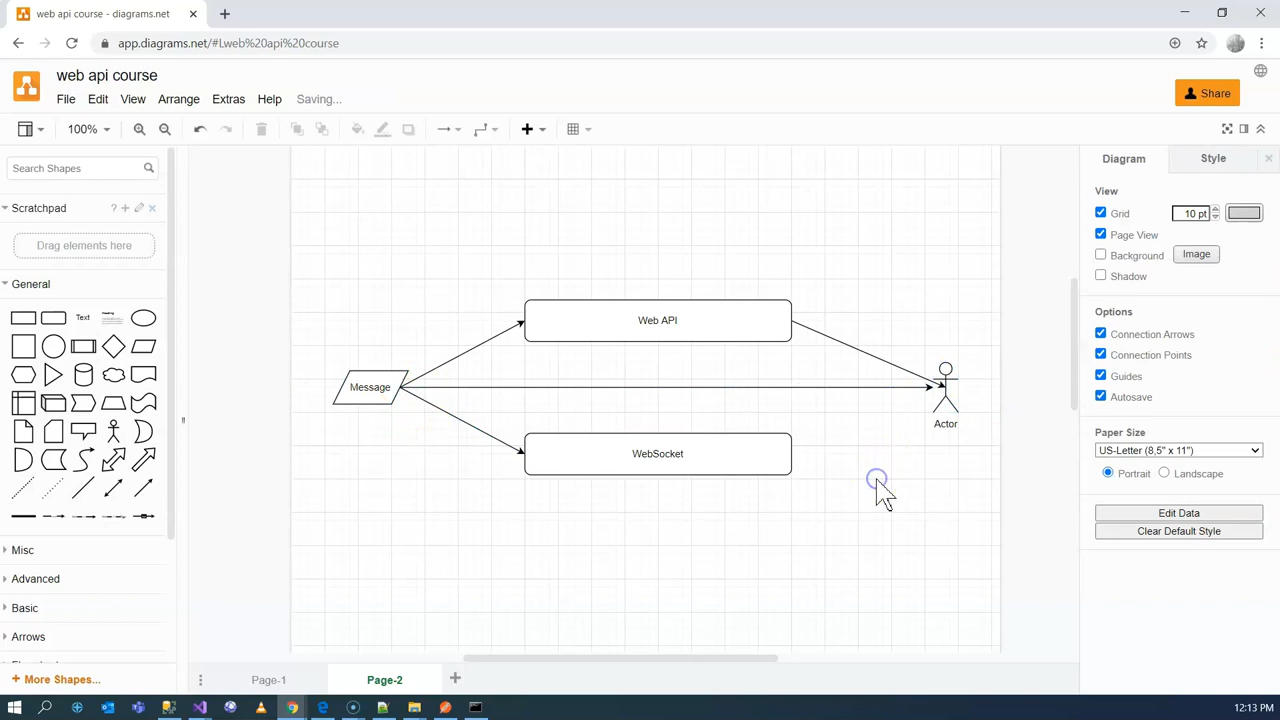 web api course - diagrams.net
app.diagrams.net/#Lweb%20api%20course
web api course
File Edit View Arrange Extras Help Saving...
Share
100%
Search Shapes
Diagram Style
Scratchpad
?
Drag elements here
General
Text
Heading
View
Grid 10 pt
Page View
Background Image
Shadow
Options
Connection Arrows
Connection Points
Guides
Autosave
Paper Size
US-Letter (8,5" x 11")
Portrait Landscape
Edit Data
Clear Default Style
Web API
Message
Actor
WebSocket
Misc
Advanced
Basic
Arrows
+ More Shapes...
Page-1 Page-2
12:13 PM